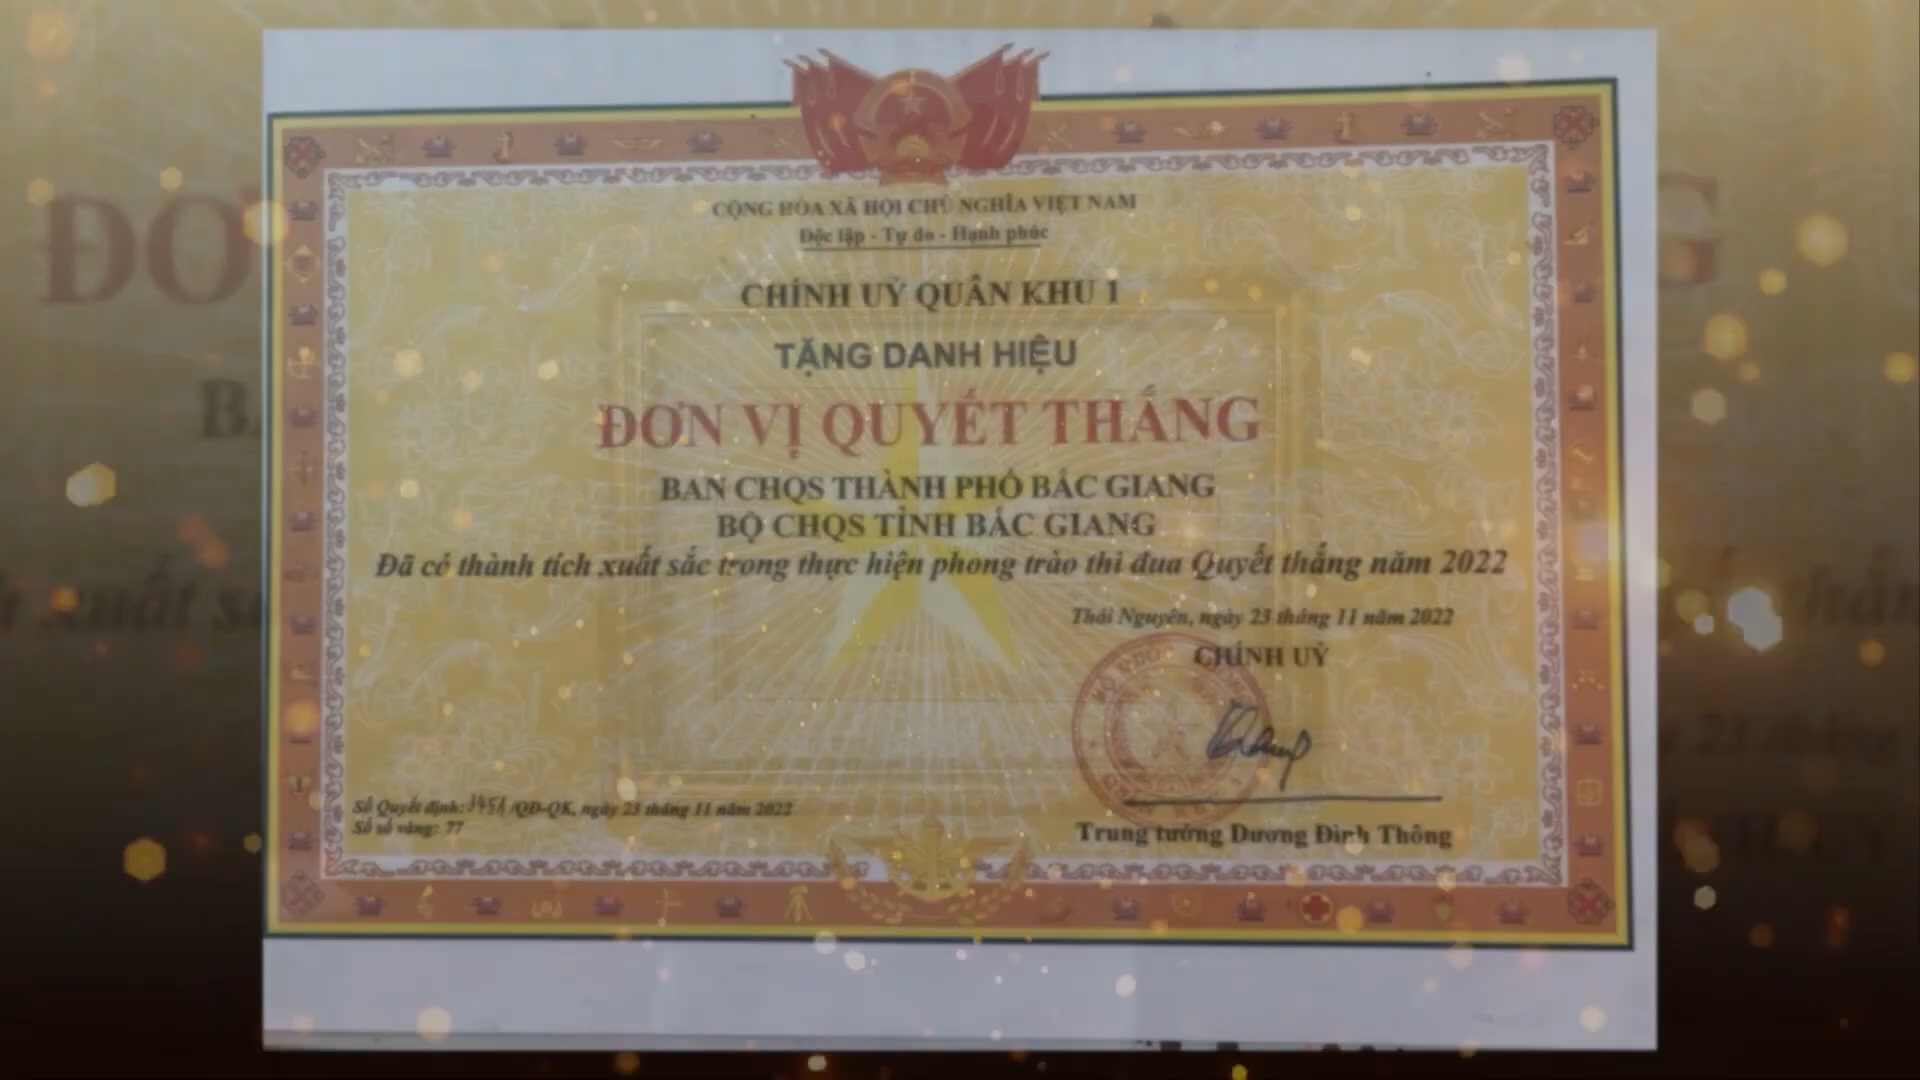 CỘNG HÒA XÃ HỘI CHỦ NGHĨA VIỆT NAM
Độc lập - Tự do - Hạnh phúc
CHÍNH UỶ QUÂN KHU 1
TẶNG DANH HIỆU
ĐƠN VỊ QUYẾT THẮNG
BAN CHQS THÀNH PHỐ BẮC GIANG
BỘ CHQS TỈNH BẮC GIANG
Đã có thành tích xuất sắc trong thực hiện phong trào thi đua Quyết thắng năm 2022
Thái Nguyên, ngày 23 tháng 11 năm 2022
CHÍNH UỶ
Số Quyết định: /QĐ-QK, ngày 23 tháng 11 năm 2022
Số sổ vàng: 77
Trung tướng Dương Đình Thông